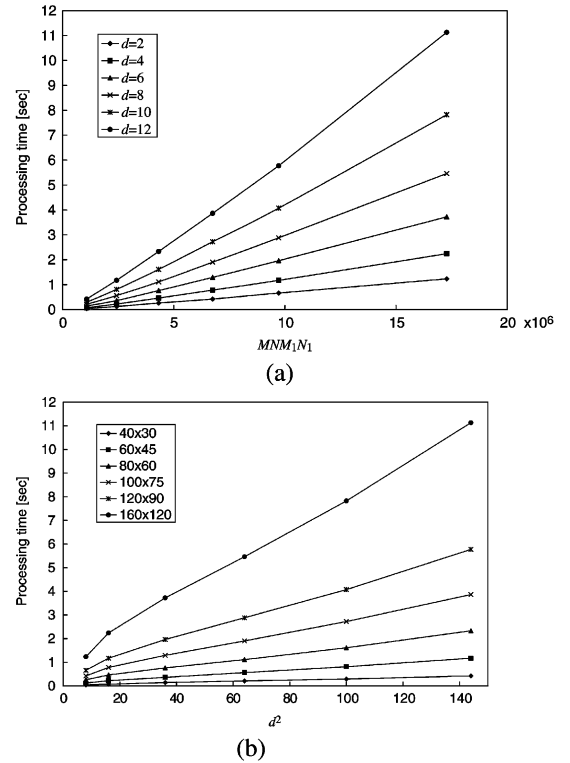 12
11
10
9
8
7
6
5
4
3
2
1
0
Processing time [sec]
d=2
d=4
d=6
d=8
d=10
d=12
0 5 10 15 20 x10⁶
MNM₁N₁
(a)
12
11
10
9
8
7
6
5
4
3
2
1
0
Processing time [sec]
40x30
60x45
80x60
100x75
120x90
160x120
0 20 40 60 80 100 120 140
d²
(b)